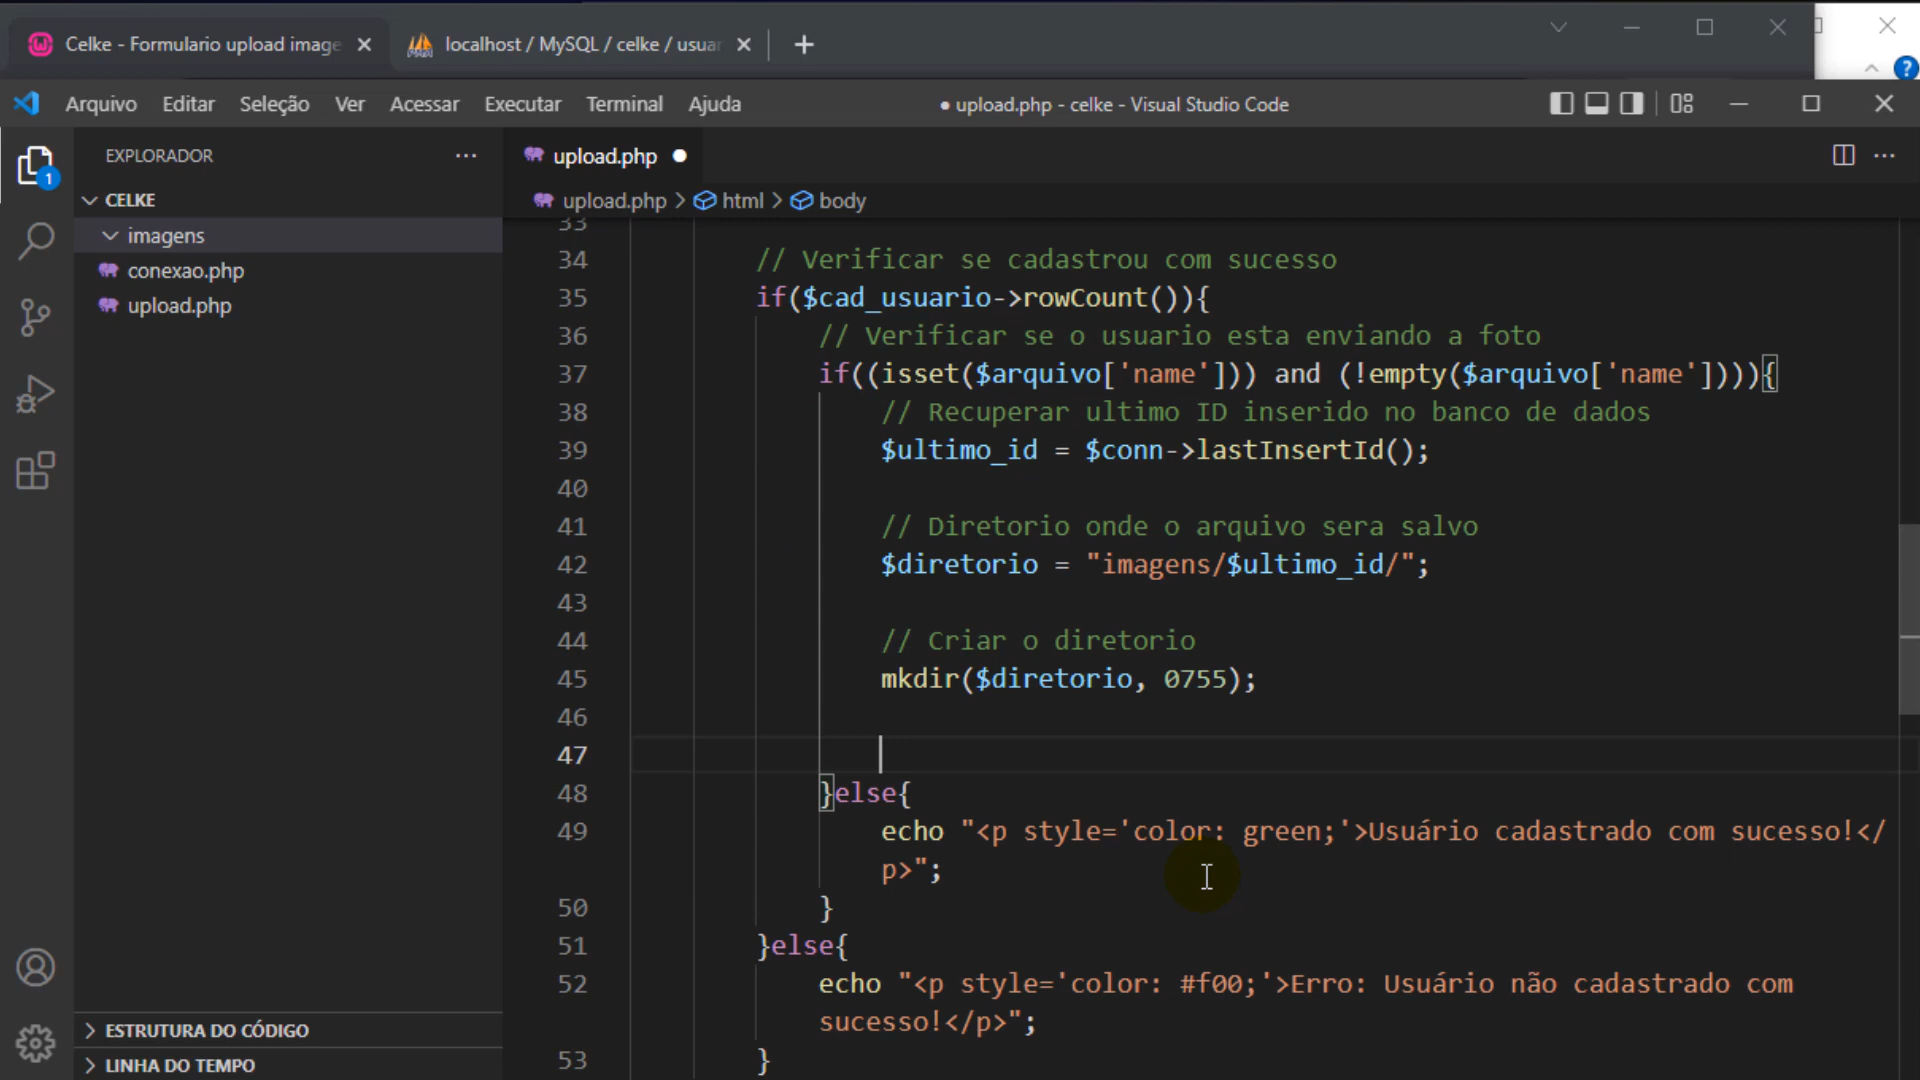 Celke - Formulario upload image
localhost / MySQL / celke / usuar
Arquivo Editar Seleção Ver Acessar Executar Terminal Ajuda
● upload.php - celke - Visual Studio Code
EXPLORADOR
upload.php
CELKE
upload.php > html > body
imagens
conexao.php
upload.php
1
33
34 // Verificar se cadastrou com sucesso
35 if($cad_usuario->rowCount()){
36 // Verificar se o usuario esta enviando a foto
37 if((isset($arquivo['name'])) and (!empty($arquivo['name']))){
38 // Recuperar ultimo ID inserido no banco de dados
39 $ultimo_id = $conn->lastInsertId();
40
41 // Diretorio onde o arquivo sera salvo
42 $diretorio = "imagens/$ultimo_id/";
43
44 // Criar o diretorio
45 mkdir($diretorio, 0755);
46
47
48 }else{
49 echo "<p style='color: green;'>Usuário cadastrado com sucesso!</
p>";
50 }
51 }else{
52 echo "<p style='color: #f00;'>Erro: Usuário não cadastrado com
sucesso!</p>";
53 }
ESTRUTURA DO CÓDIGO
LINHA DO TEMPO